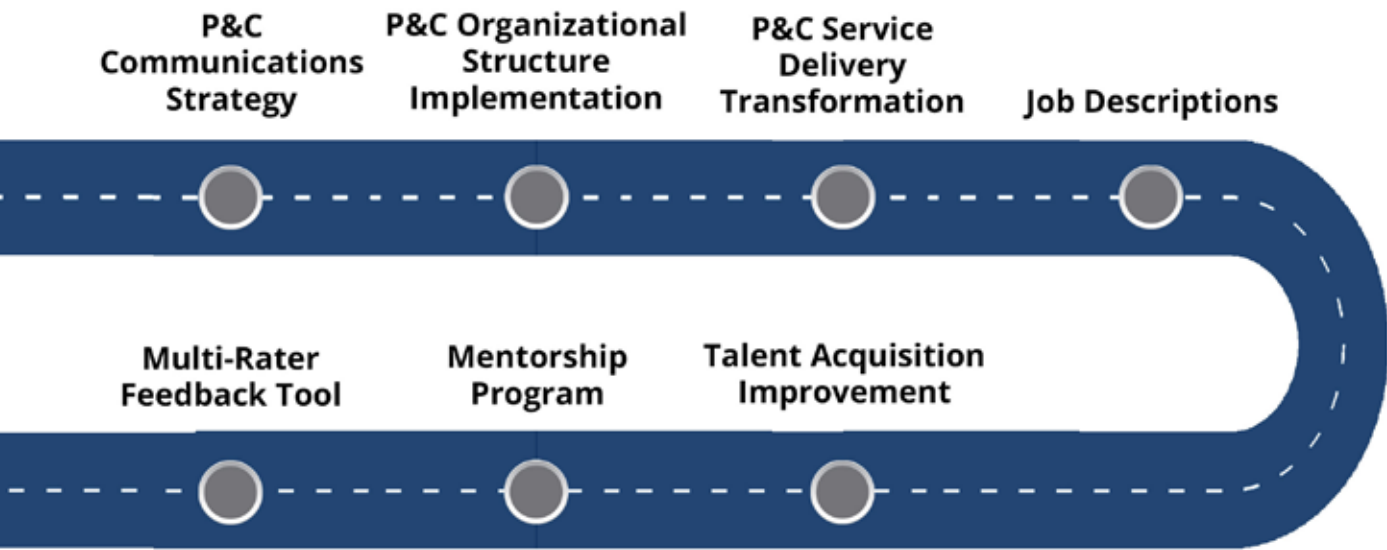 P&C
Communications
Strategy
P&C Organizational
Structure
Implementation
P&C Service
Delivery
Transformation
Job Descriptions
Multi-Rater
Feedback Tool
Mentorship
Program
Talent Acquisition
Improvement